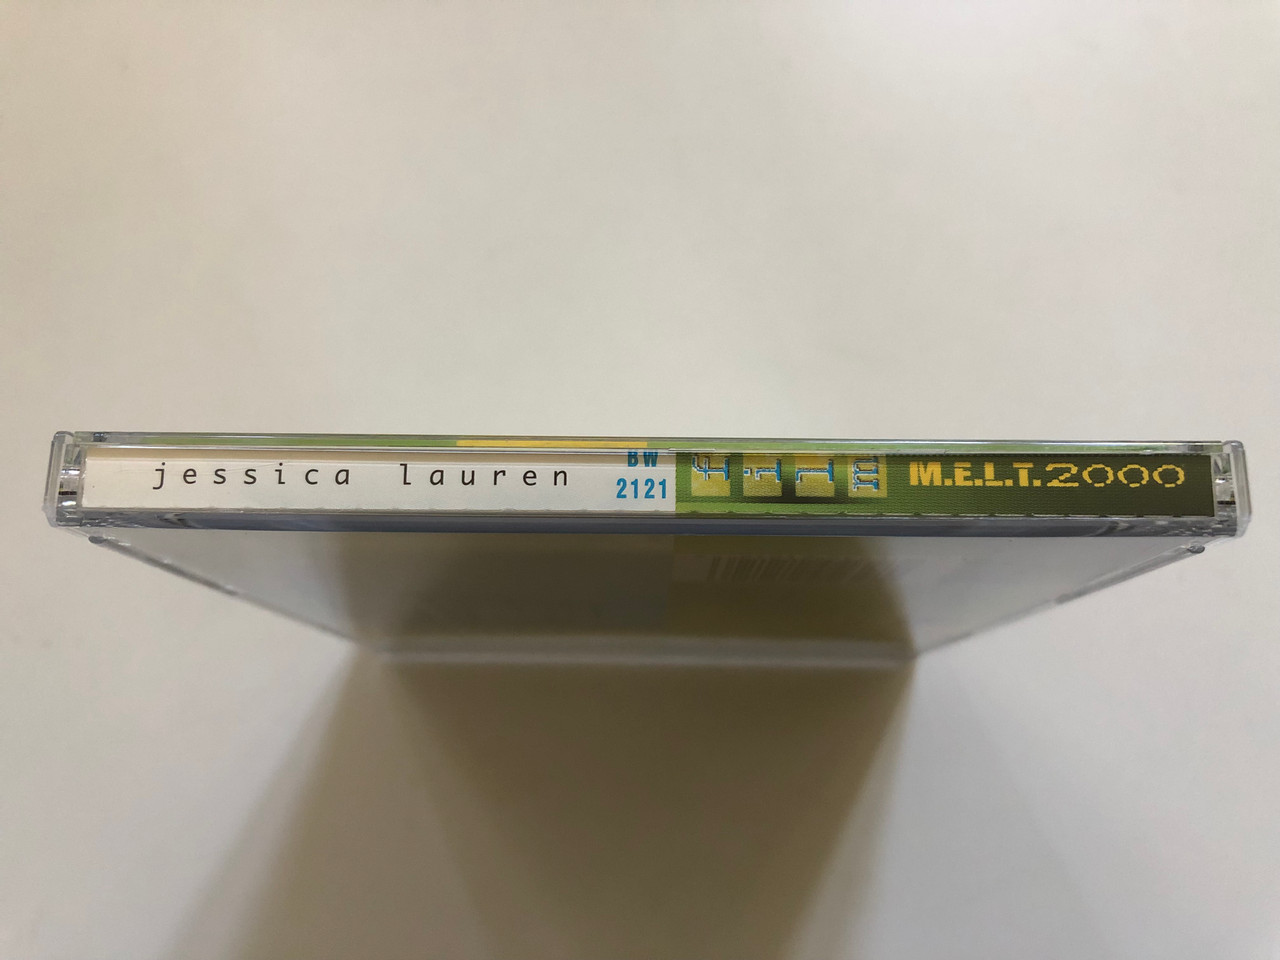 jessica lauren
BW
2121
film
M.E.L.T.2000